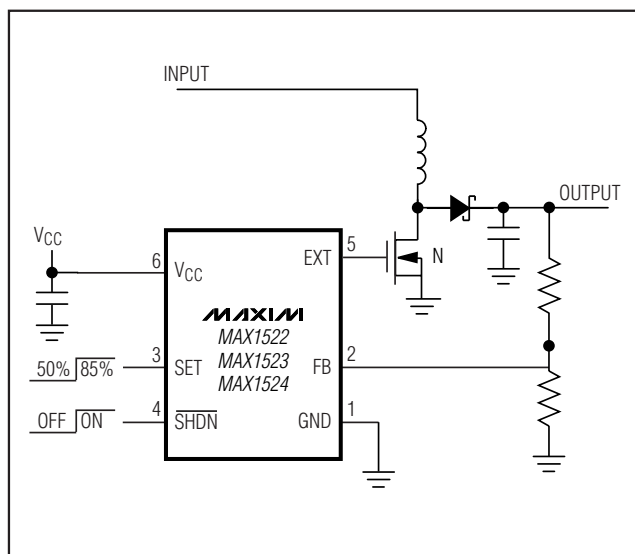 INPUT
OUTPUT
VCC
5
EXT
N
6
VCC
MAXIM
MAX1522
MAX1523
MAX1524
50% 85%
3
SET
2
FB
OFF ON
4
SHDN
1
GND